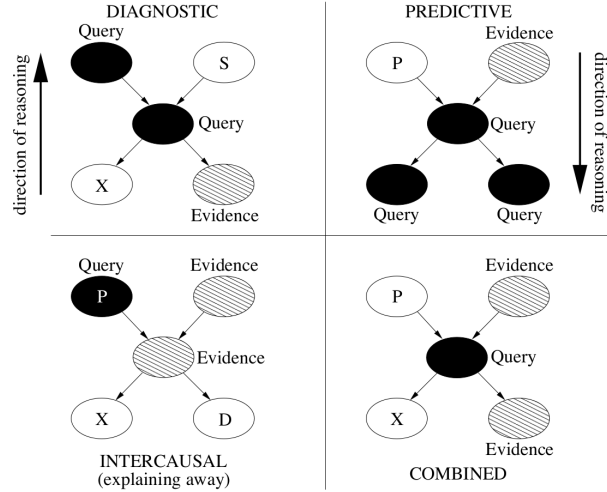 DIAGNOSTIC
Query
S
Query
X
Evidence
direction of reasoning
PREDICTIVE
Evidence
P
Query
Query
Query
direction of reasoning
Query
Evidence
P
Evidence
X
D
INTERCAUSAL
(explaining away)
Evidence
P
Query
X
Evidence
COMBINED